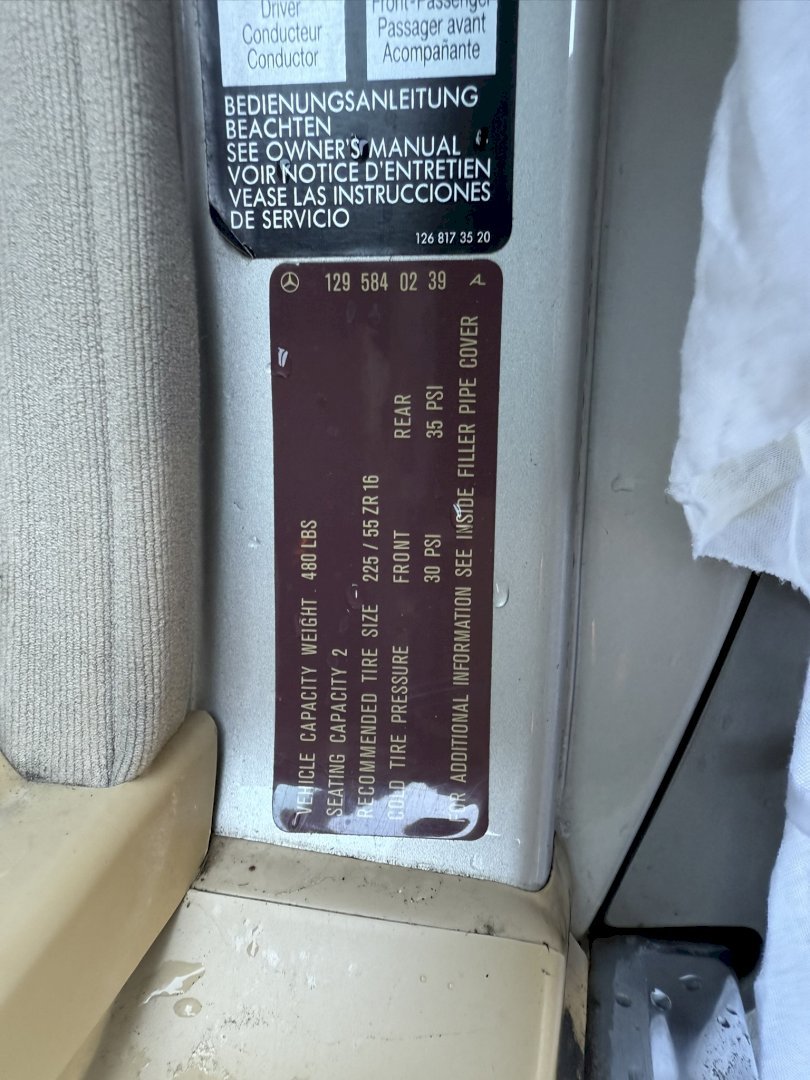 Driver
Conducteur
Conductor
Front-Passenger
Passager avant
Acompañante
BEDIENUNGSANLEITUNG
BEACHTEN
SEE OWNER'S MANUAL
VOIR NOTICE D'ENTRETIEN
VEASE LAS INSTRUCCIONES
DE SERVICIO
126 817 35 20
129 584 02 39 A
VEHICLE CAPACITY WEIGHT 480 LBS
SEATING CAPACITY 2
RECOMMENDED TIRE SIZE 225 / 55 ZR 16
COLD TIRE PRESSURE FRONT REAR
30 PSI 35 PSI
FOR ADDITIONAL INFORMATION SEE INSIDE FILLER PIPE COVER